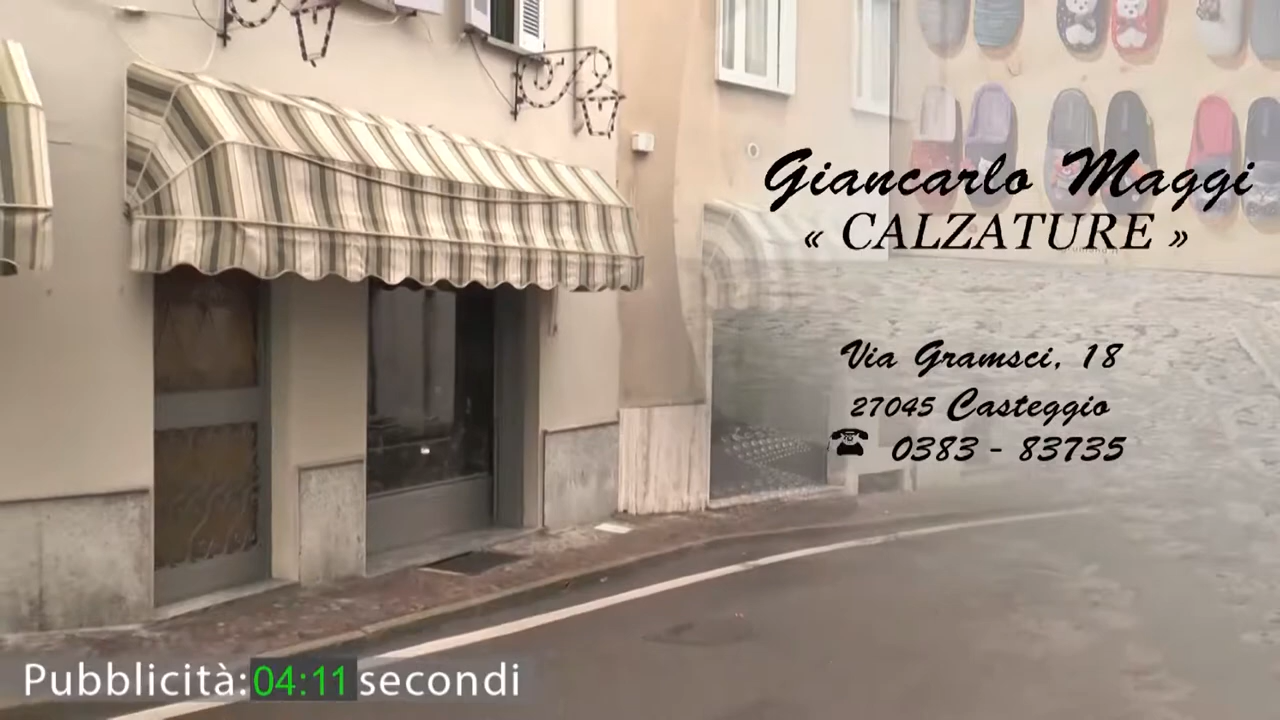 Giancarlo Maggi
« CALZATURE »
Via Gramsci, 18
27045 Casteggio
☎ 0383 - 83735
Pubblicità: 04:11 secondi